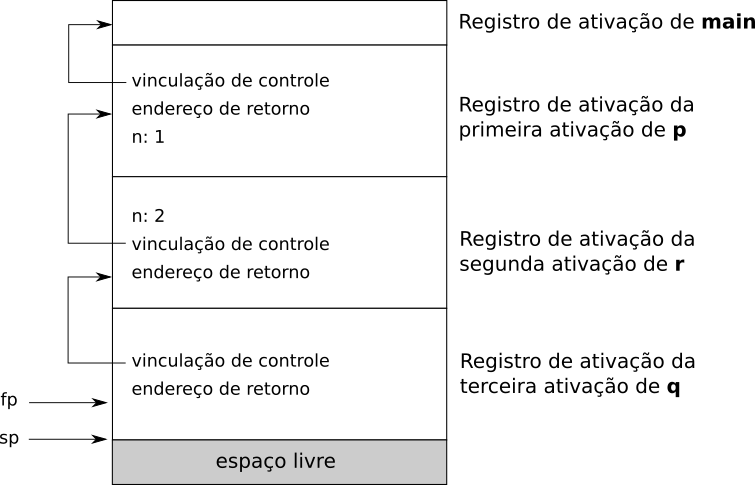 Registro de ativação de main
vinculação de controle
endereço de retorno
n: 1
Registro de ativação da
primeira ativação de p
n: 2
vinculação de controle
endereço de retorno
Registro de ativação da
segunda ativação de r
vinculação de controle
endereço de retorno
Registro de ativação da
terceira ativação de q
fp
sp
espaço livre